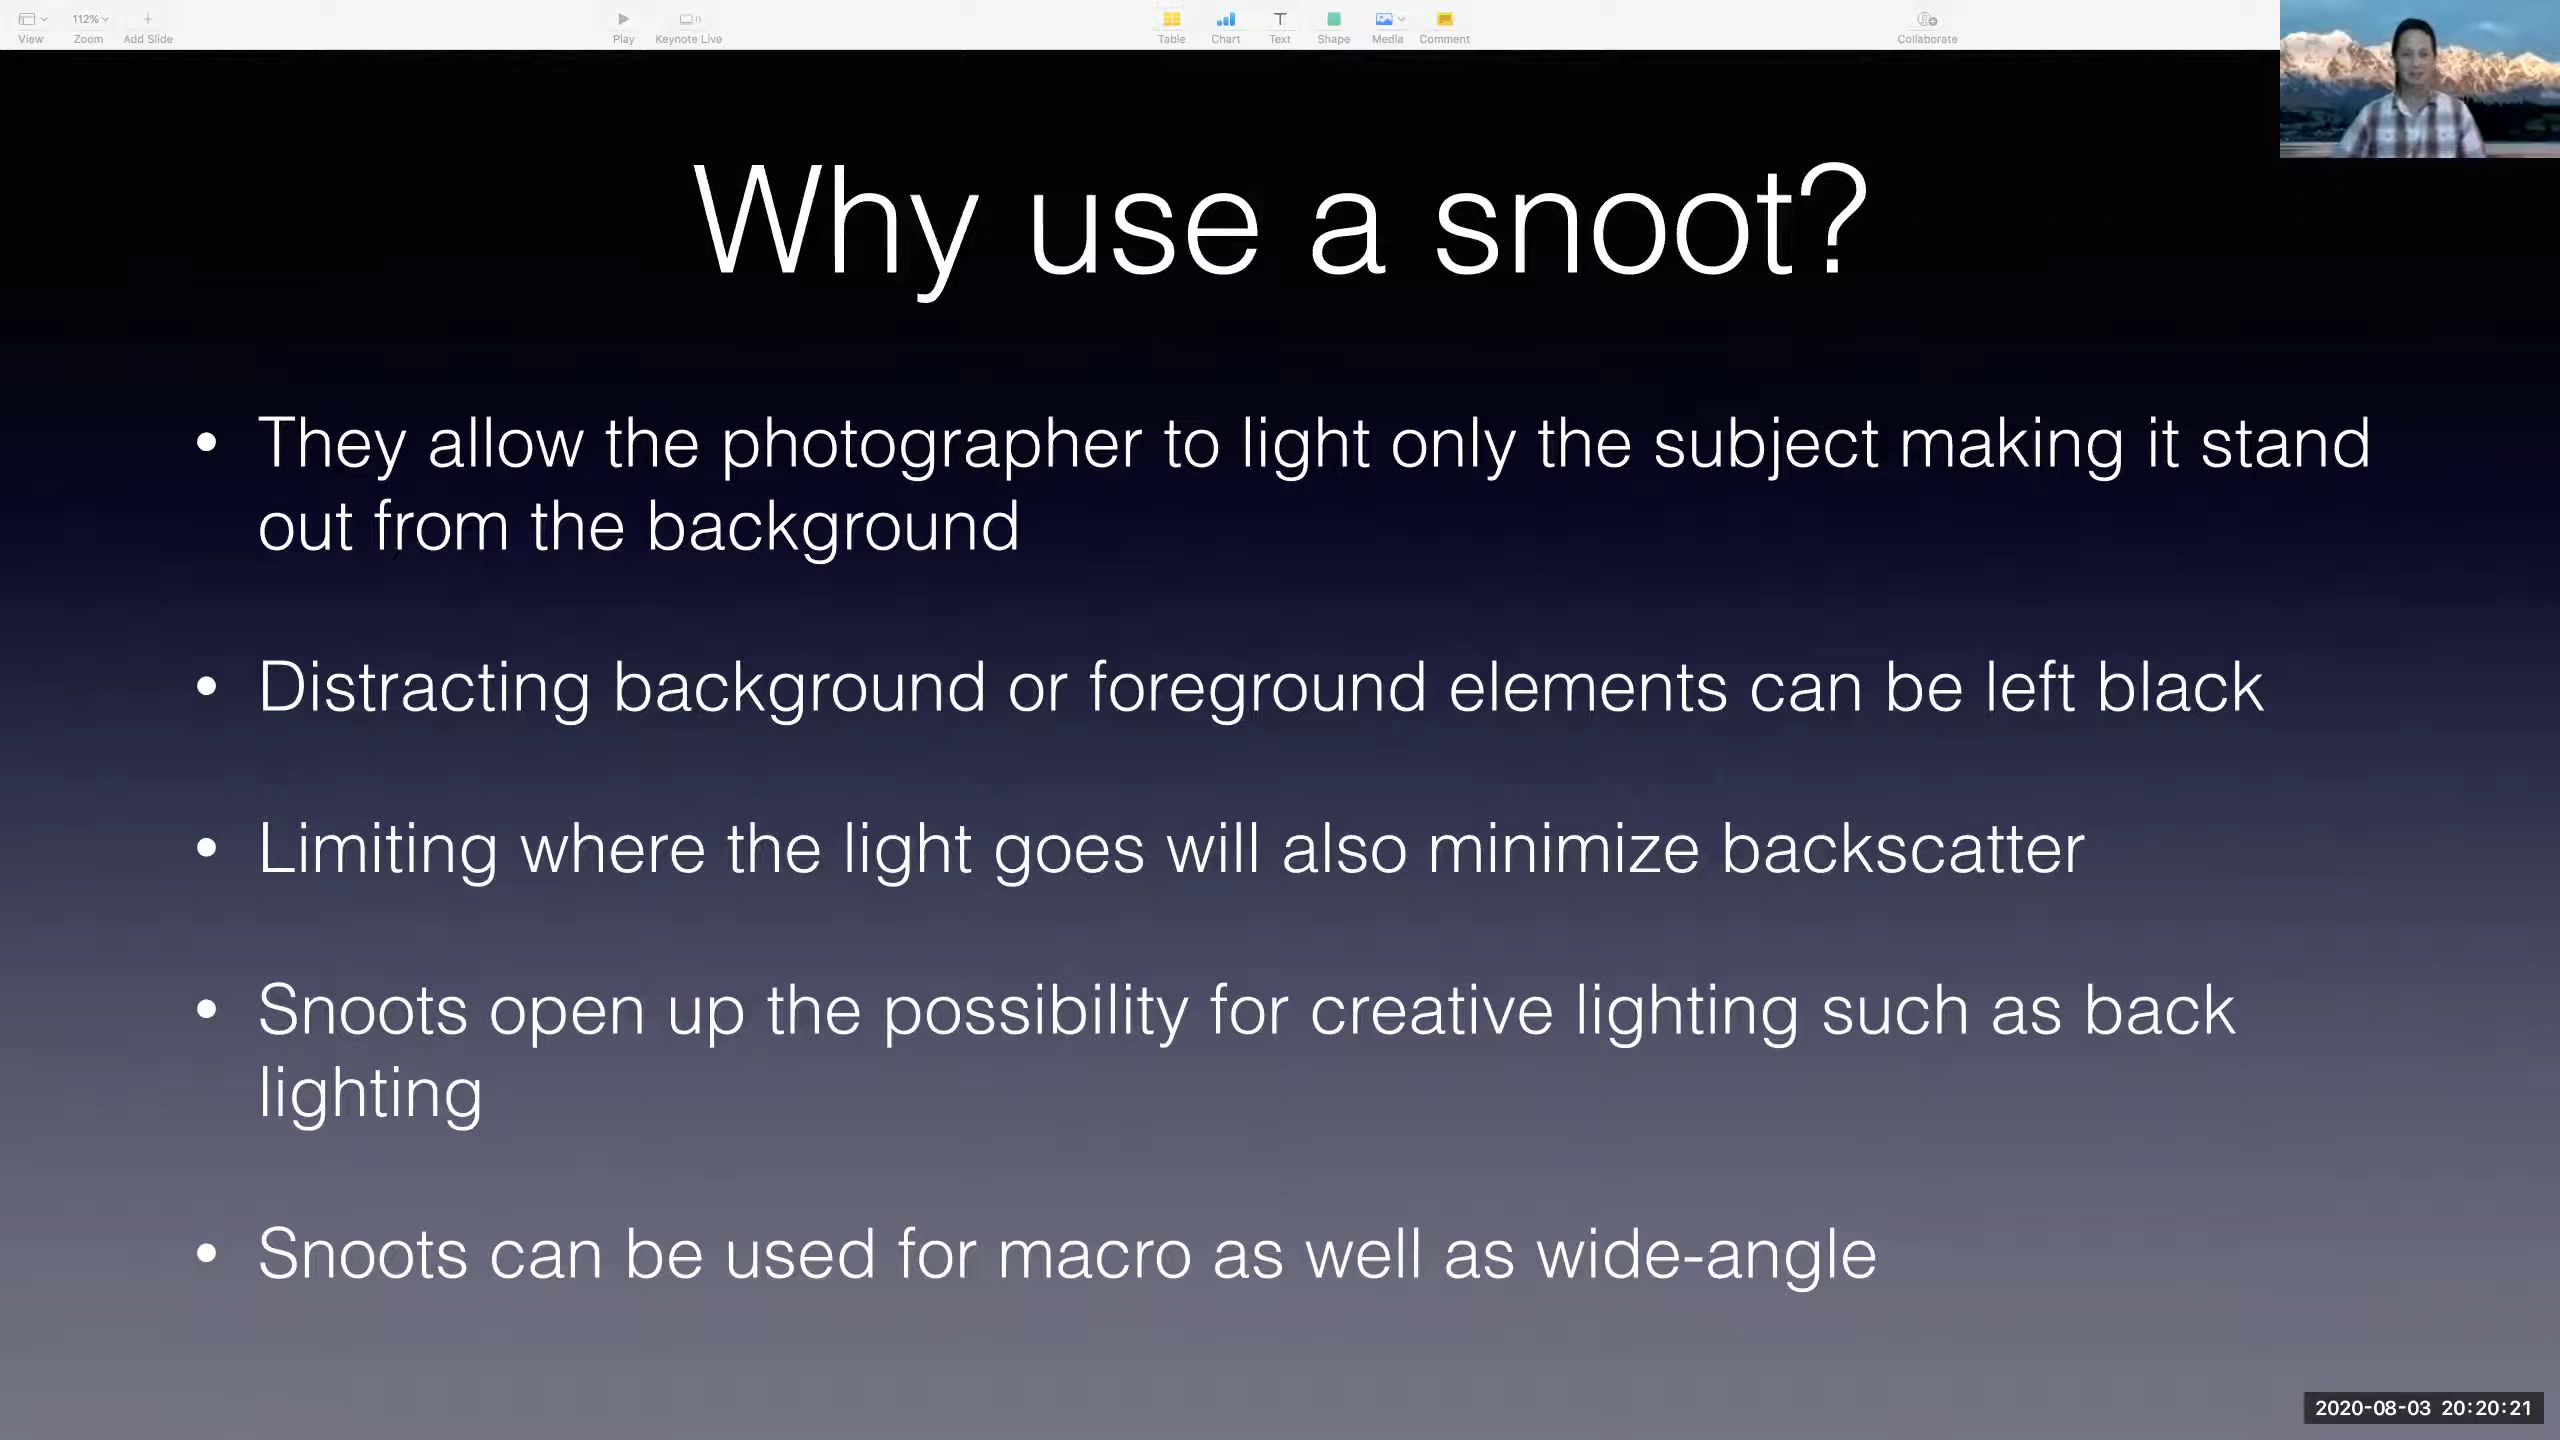 View
112%
Zoom
Add Slide
Play
Keynote Live
Table
Chart
Text
Shape
Media
Comment
Collaborate
Why use a snoot?
• They allow the photographer to light only the subject making it stand
out from the background
• Distracting background or foreground elements can be left black
• Limiting where the light goes will also minimize backscatter
• Snoots open up the possibility for creative lighting such as back
lighting
• Snoots can be used for macro as well as wide-angle
2020-08-03 20:20:21